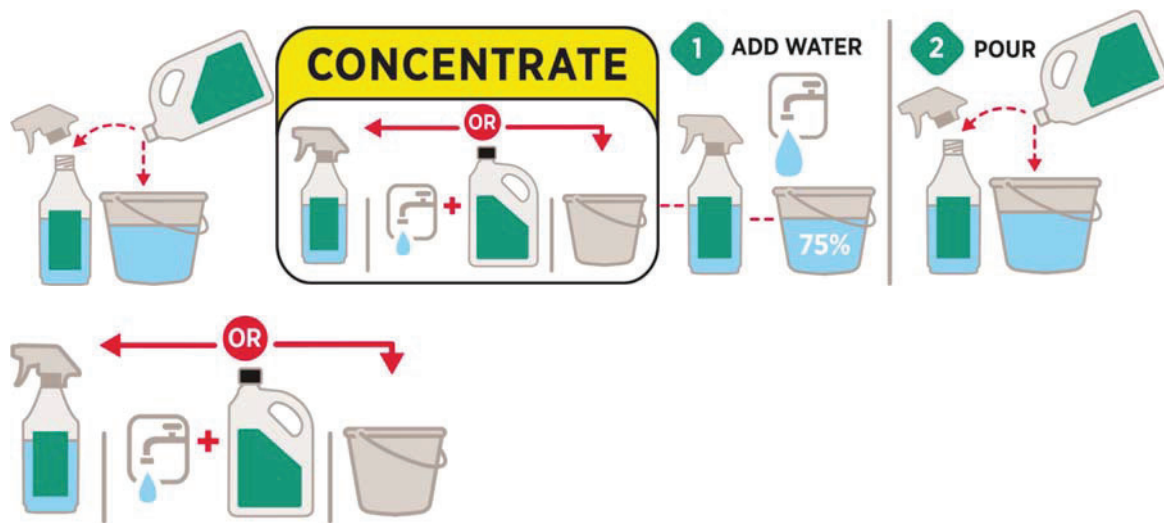 CONCENTRATE
OR
1 ADD WATER
75%
2 POUR
OR